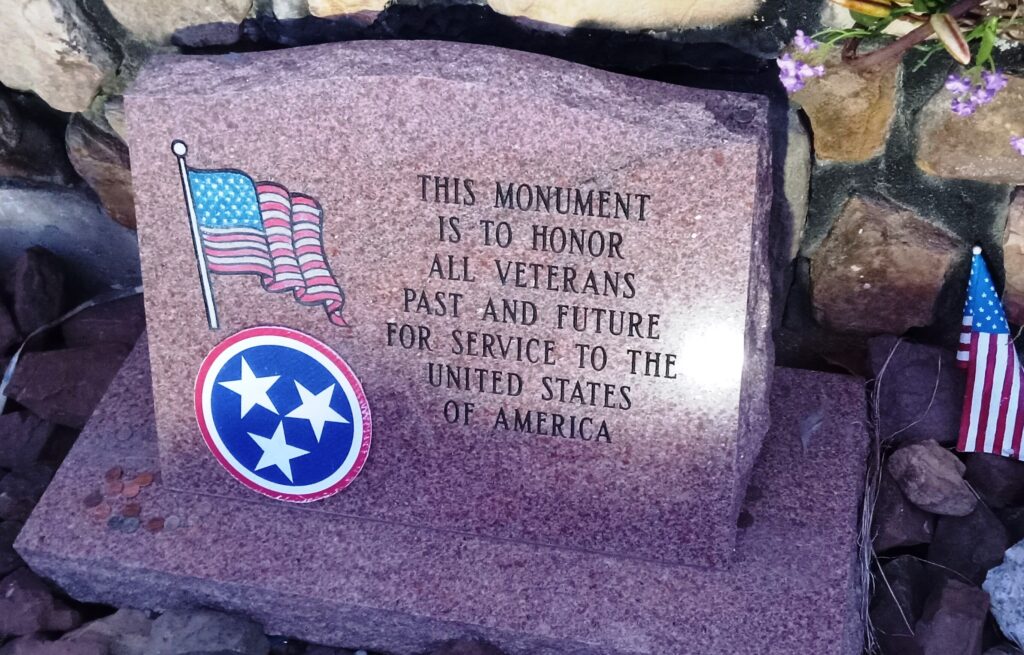 THIS MONUMENT
IS TO HONOR
ALL VETERANS
PAST AND FUTURE
FOR SERVICE TO THE
UNITED STATES
OF AMERICA